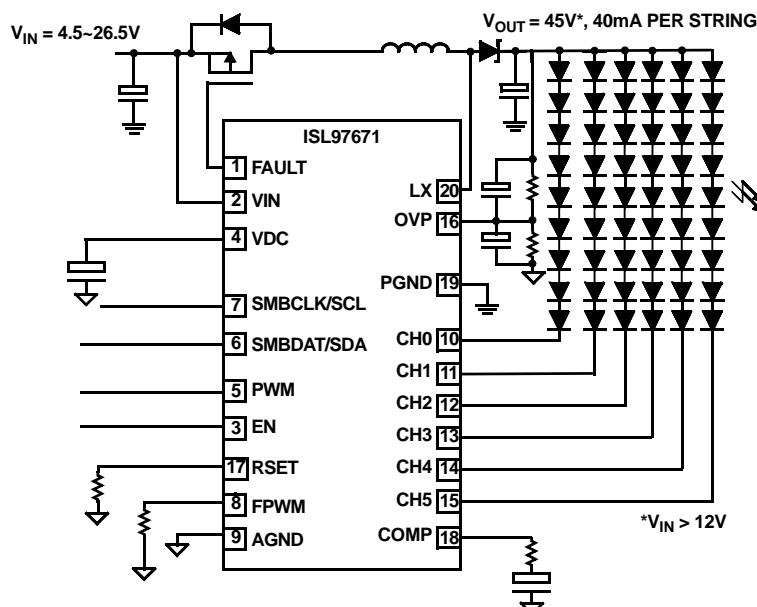 V_IN = 4.5~26.5V
V_OUT = 45V*, 40mA PER STRING
ISL97671
1 FAULT
2 VIN
4 VDC
7 SMBCLK/SCL
6 SMBDAT/SDA
5 PWM
3 EN
17 RSET
8 FPWM
9 AGND
LX 20
OVP 16
PGND 19
CH0 10
CH1 11
CH2 12
CH3 13
CH4 14
CH5 15
COMP 18
*V_IN > 12V